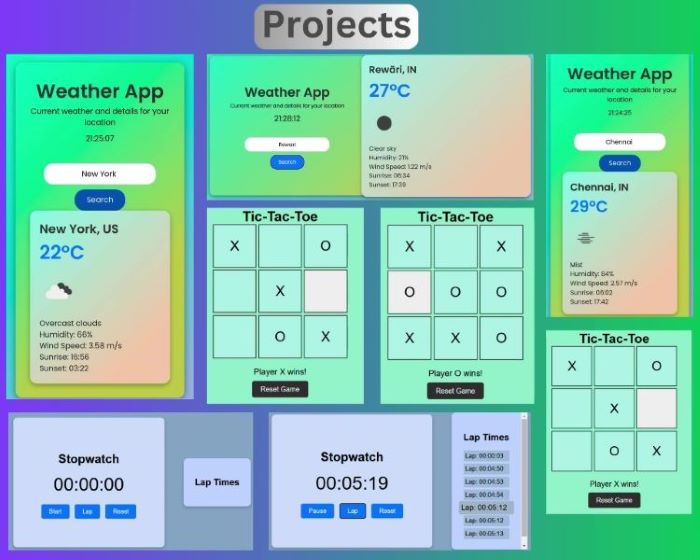 Projects
Weather App
Current weather and details for your
location
21:25:07
New York
Search
New York, US
22°C
Overcast clouds
Humidity: 66%
Wind Speed: 3.58 m/s
Sunrise: 16:56
Sunset: 03:22
Weather App
Current weather and details for your location
21:28:12
Rewari
Search
Rewāri, IN
27°C
Clear sky
Humidity: 21%
Wind Speed: 1.22 m/s
Sunrise: 06:34
Sunset: 17:39
Weather App
Current weather and details for your
location
21:24:25
Chennai
Search
Chennai, IN
29°C
Mist
Humidity: 84%
Wind Speed: 2.57 m/s
Sunrise: 06:02
Sunset: 17:42
Tic-Tac-Toe
X O
X
O X
Player X wins!
Reset Game
Tic-Tac-Toe
X X
O O O
X X O
Player O wins!
Reset Game
Tic-Tac-Toe
X O
X
O X
Player X wins!
Reset Game
Stopwatch
00:00:00
Start Lap Reset
Lap Times
Stopwatch
00:05:19
Pause Lap Reset
Lap Times
Lap: 00:00:03
Lap: 00:04:50
Lap: 00:04:53
Lap: 00:04:54
Lap: 00:05:12
Lap: 00:05:12
Lap: 00:05:13